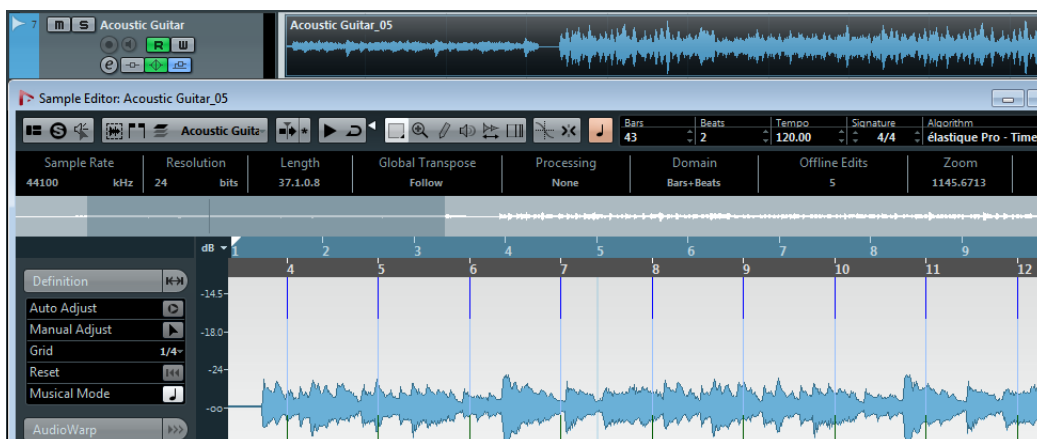 7 m S Acoustic Guitar
R W
e
Acoustic Guitar_05
Sample Editor: Acoustic Guitar_05
S Acoustic Guita
Bars Beats Tempo Signature Algorithm
43 2 120.00 4/4 élastique Pro - Time
Sample Rate Resolution Length Global Transpose Processing Domain Offline Edits Zoom
44100 kHz 24 bits 37.1.0.8 Follow None Bars+Beats 5 1145.6713
dB 1 2 3 4 5 6 7 8 9
4 5 6 7 8 9 10 11 12
Definition
-14.5-
Auto Adjust
Manual Adjust
-18.0-
Grid 1/4
Reset
-24-
Musical Mode
-oo-
AudioWarp